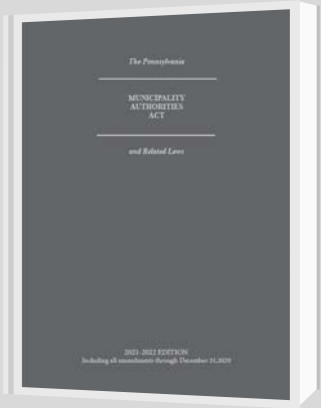 The Pennsylvania
MUNICIPALITY
AUTHORITIES
ACT
and Related Laws
2021-2022 EDITION
Including all amendments through December 31, 2020